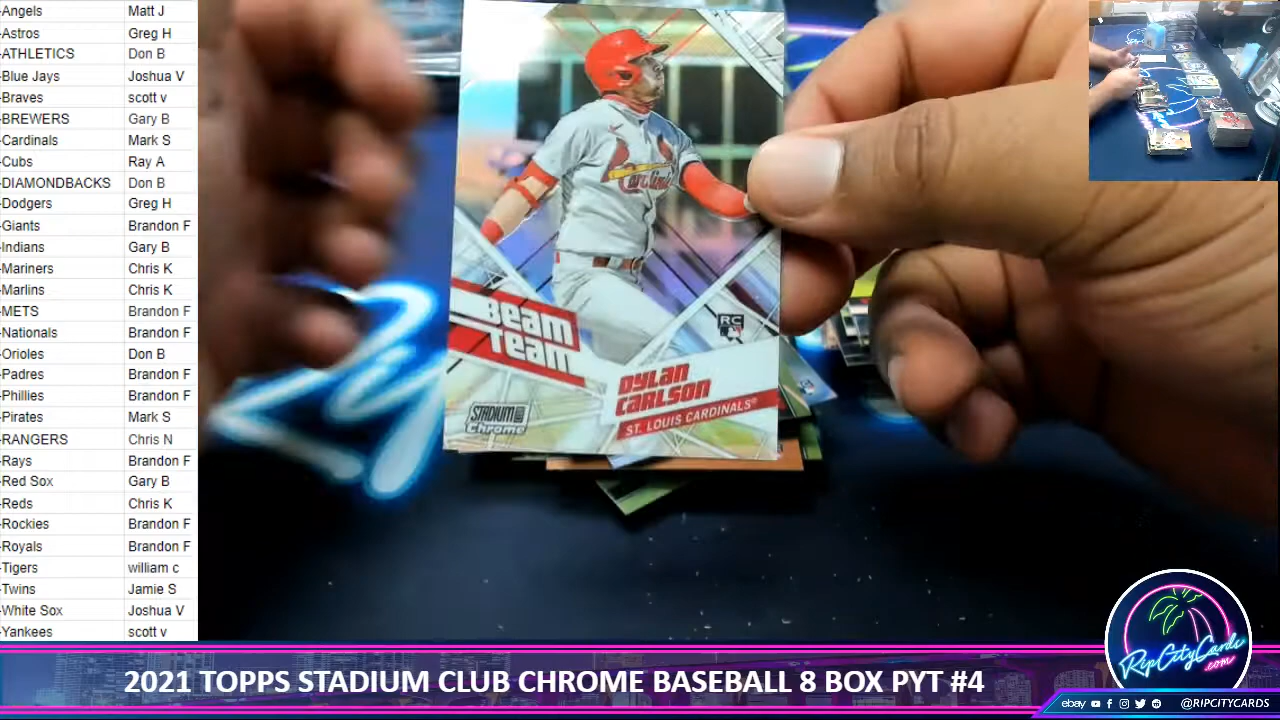 -Angels Matt J
-Astros Greg H
-ATHLETICS Don B
-Blue Jays Joshua V
-Braves scott v
-BREWERS Gary B
-Cardinals Mark S
-Cubs Ray A
-DIAMONDBACKS Don B
-Dodgers Greg H
-Giants Brandon F
-Indians Gary B
-Mariners Chris K
-Marlins Chris K
-METS Brandon F
-Nationals Brandon F
-Orioles Don B
-Padres Brandon F
-Phillies Brandon F
-Pirates Mark S
-RANGERS Chris N
-Rays Brandon F
-Red Sox Gary B
-Reds Chris K
-Rockies Brandon F
-Royals Brandon F
-Tigers william c
-Twins Jamie S
-White Sox Joshua V
-Yankees scott v
Cardinals
RC
BEAM
TEAM
DYLAN
CARLSON
ST. LOUIS CARDINALS®
STADIUM CLUB
Chrome
RipCityCards
.com
2021 TOPPS STADIUM CLUB CHROME BASEBALL 8 BOX PYT #4
ebay @RIPCITYCARDS